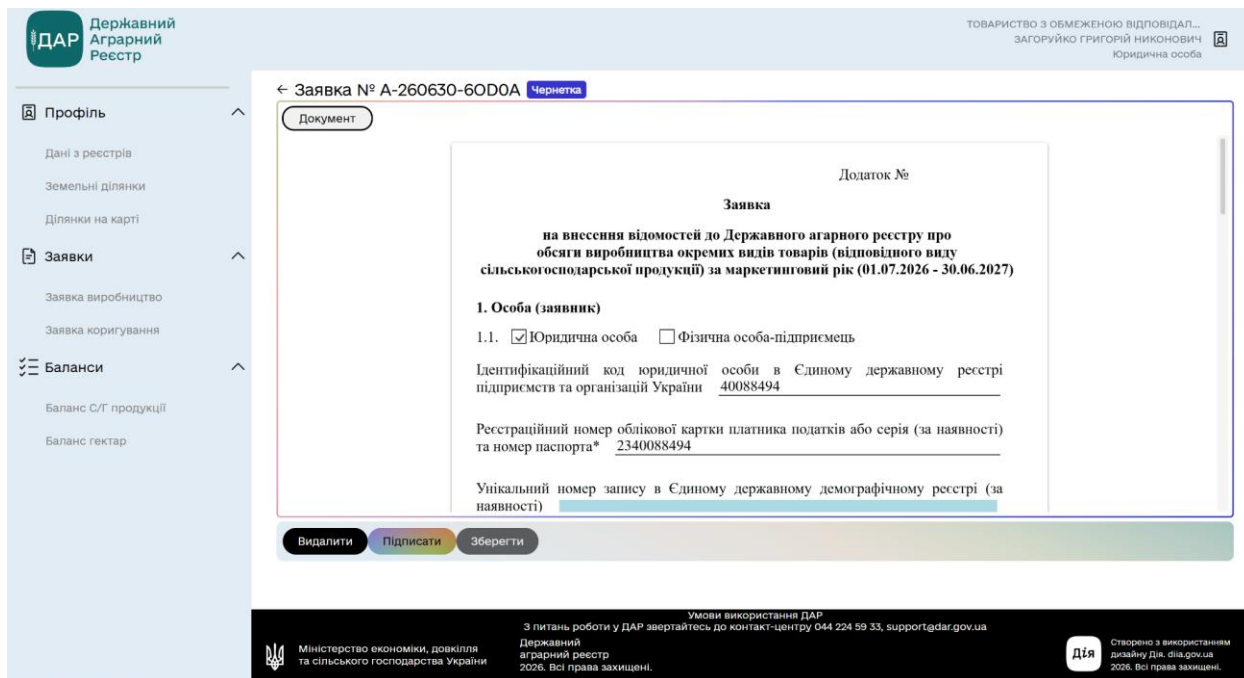 ДАР
Державний
Аграрний
Реєстр
ТОВАРИСТВО З ОБМЕЖЕНОЮ ВІДПОВІДАЛ...
ЗАГОРУЙКО ГРИГОРІЙ НИКОНОВИЧ
Юридична особа
Профіль
Дані з реєстрів
Земельні ділянки
Ділянки на карті
Заявки
Заявка виробництво
Заявка коригування
Баланси
Баланс С/Г продукції
Баланс гектар
← Заявка № А-260630-6OD0A Чернетка
Документ
Додаток №
Заявка
на внесення відомостей до Державного агарного реєстру про
обсяги виробництва окремих видів товарів (відповідного виду
сільськогосподарської продукції) за маркетинговий рік (01.07.2026 - 30.06.2027)
1. Особа (заявник)
1.1. Юридична особа Фізична особа-підприємець
Ідентифікаційний код юридичної особи в Єдиному державному реєстрі
підприємств та організацій України 40088494
Реєстраційний номер облікової картки платника податків або серія (за наявності)
та номер паспорта* 2340088494
Унікальний номер запису в Єдиному державному демографічному реєстрі (за
наявності)
Видалити Підписати Зберегти
Умови використання ДАР
З питань роботи у ДАР звертайтесь до контакт-центру 044 224 59 33, support@dar.gov.ua
Міністерство економіки, довкілля
та сільського господарства України
Державний
аграрний реєстр
2026. Всі права захищені.
Дія
Створено з використанням
дизайну Дія. diia.gov.ua
2026. Всі права захищені.